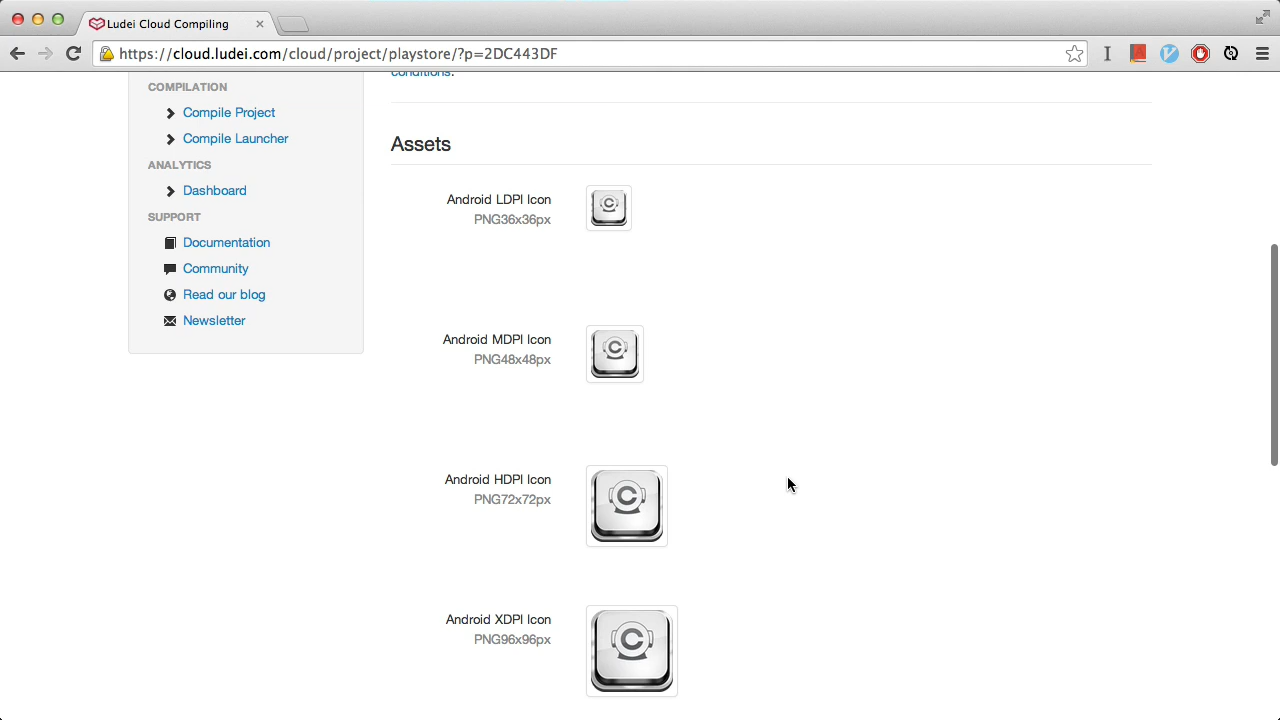 Ludei Cloud Compiling
https://cloud.ludei.com/cloud/project/playstore/?p=2DC443DF
conditions.
COMPILATION
Compile Project
Compile Launcher
ANALYTICS
Dashboard
SUPPORT
Documentation
Community
Read our blog
Newsletter
Assets
Android LDPI Icon
PNG36x36px
Android MDPI Icon
PNG48x48px
Android HDPI Icon
PNG72x72px
Android XDPI Icon
PNG96x96px